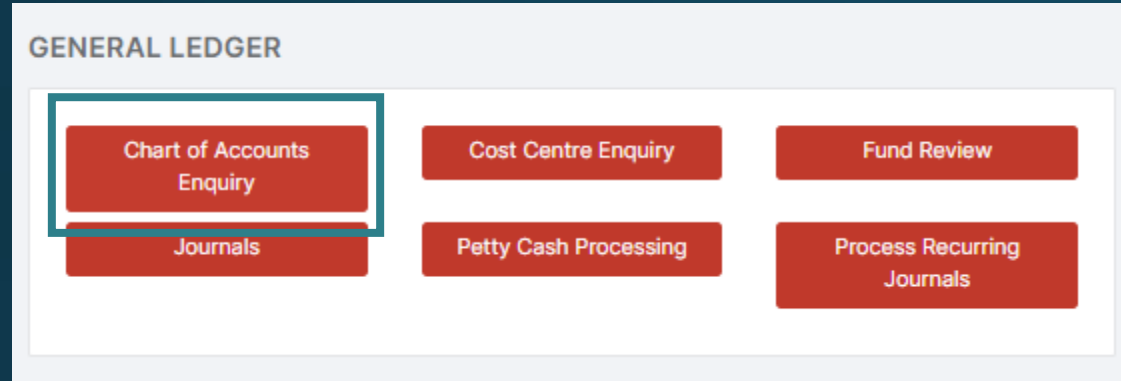 GENERAL LEDGER
Chart of Accounts
Enquiry
Cost Centre Enquiry
Fund Review
Journals
Petty Cash Processing
Process Recurring
Journals